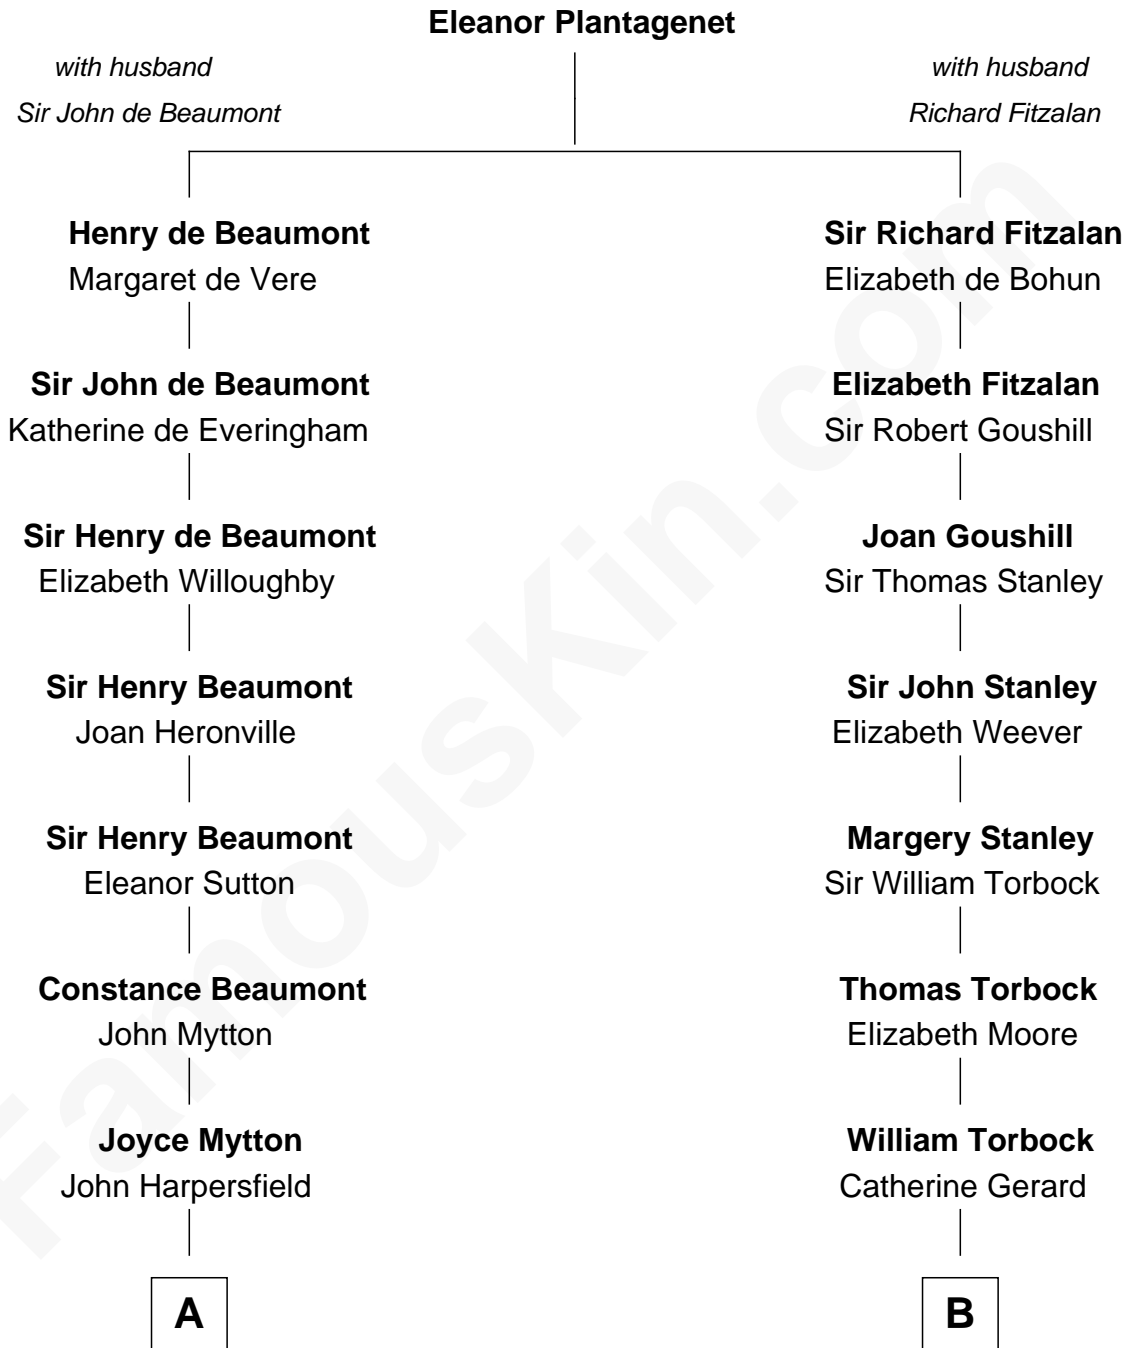 Eleanor Plantagenet
with husband
Sir John de Beaumont
with husband
Richard Fitzalan
Henry de Beaumont
Margaret de Vere
Sir Richard Fitzalan
Elizabeth de Bohun
Sir John de Beaumont
Katherine de Everingham
Elizabeth Fitzalan
Sir Robert Goushill
Sir Henry de Beaumont
Elizabeth Willoughby
Joan Goushill
Sir Thomas Stanley
Sir Henry Beaumont
Joan Heronville
Sir John Stanley
Elizabeth Weever
Sir Henry Beaumont
Eleanor Sutton
Margery Stanley
Sir William Torbock
Constance Beaumont
John Mytton
Thomas Torbock
Elizabeth Moore
Joyce Mytton
John Harpersfield
William Torbock
Catherine Gerard
A
B
FamousKin.com